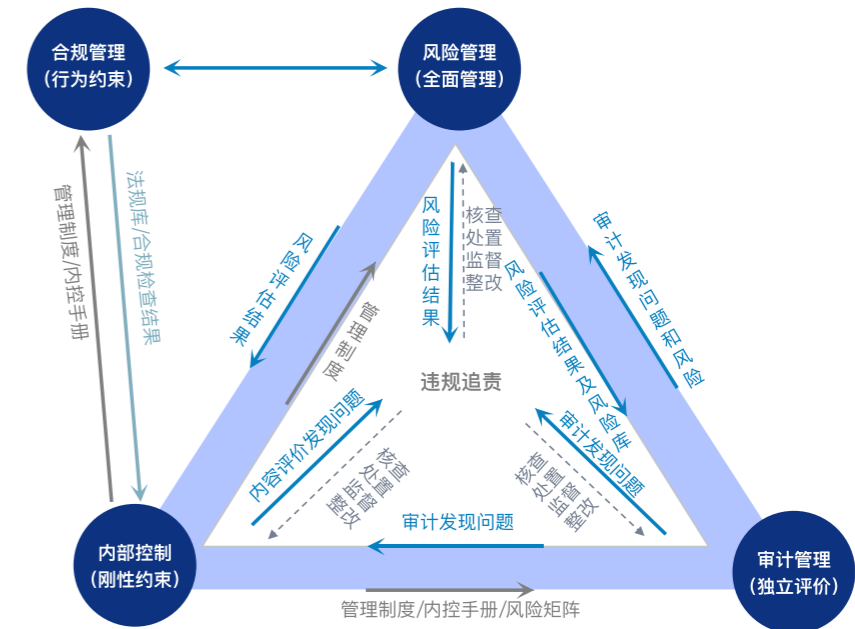 合规管理
（行为约束）
风险管理
（全面管理）
管理制度/内控手册
法规库/合规检查结果
风险评估结果
管理制度
风险评估结果
核查
处置
监督
整改
风险评估结果及风险库
审计发现问题和风险
违规追责
内容评价发现问题
核查
处置
监督
整改
审计发现问题
核查
处置
监督
整改
审计发现问题
内部控制
（刚性约束）
审计管理
（独立评价）
管理制度/内控手册/风险矩阵